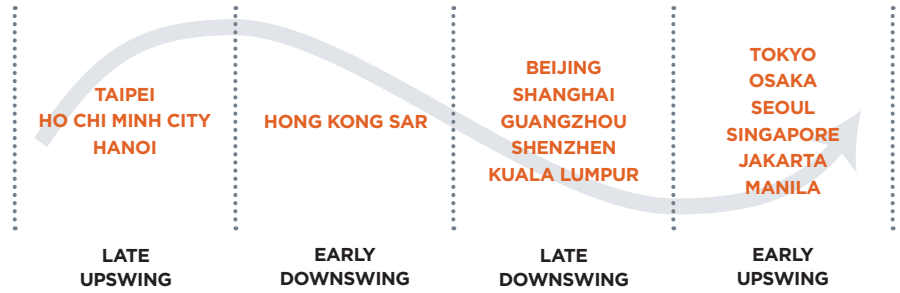 TAIPEI
HO CHI MINH CITY
HANOI
HONG KONG SAR
BEIJING
SHANGHAI
GUANGZHOU
SHENZHEN
KUALA LUMPUR
TOKYO
OSAKA
SEOUL
SINGAPORE
JAKARTA
MANILA
LATE
UPSWING
EARLY
DOWNSWING
LATE
DOWNSWING
EARLY
UPSWING